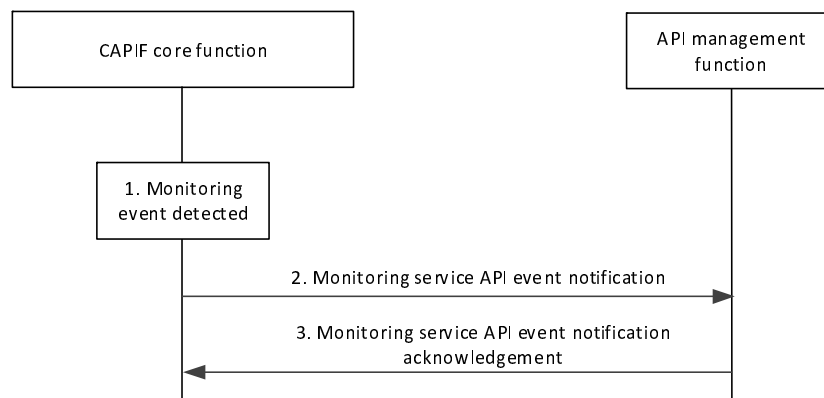 CAPIF core function
API management
function
1. Monitoring
event detected
2. Monitoring service API event notification
3. Monitoring service API event notification
acknowledgement